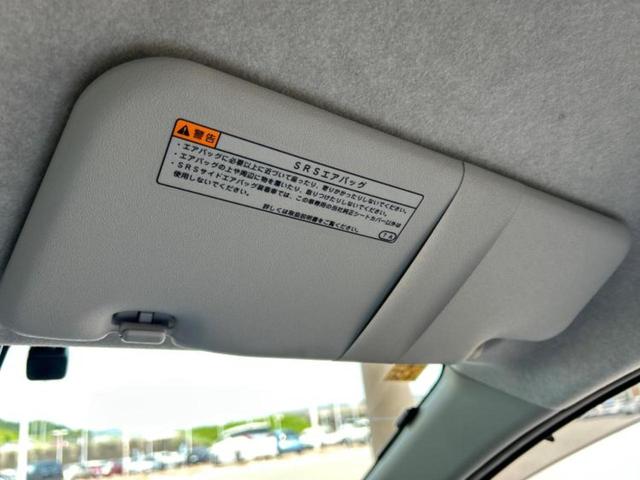 警告
SRSエアバッグ
・エアバッグに必要以上に近づいて座ったり、寄りかかったりしないでください。
・エアバッグの上や周辺に物を置いたり、取りつけたりしないでください。
・SRSサイドエアバッグ装着車では、この車専用の当社純正シートカバー以外は
使用しないでください。
詳しくは取扱説明書をご覧ください。